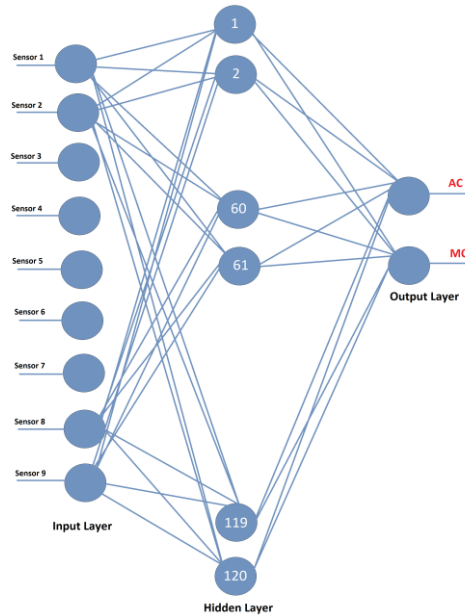 Sensor 1
Sensor 2
Sensor 3
Sensor 4
Sensor 5
Sensor 6
Sensor 7
Sensor 8
Sensor 9
Input Layer
1
2
60
61
119
120
Hidden Layer
AC
MC
Output Layer